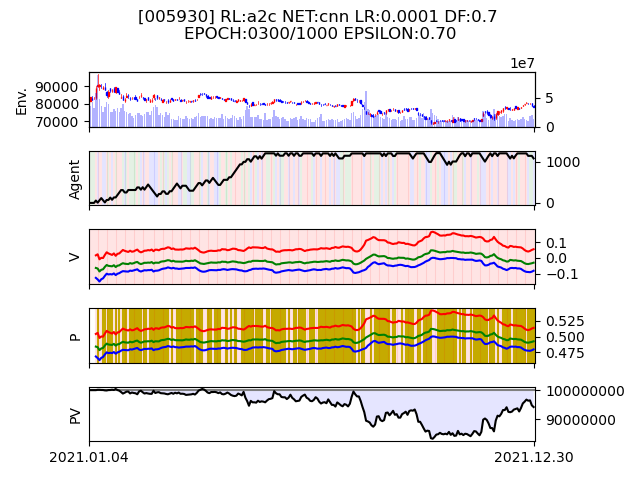 [005930] RL:a2c NET:cnn LR:0.0001 DF:0.7
EPOCH:0300/1000 EPSILON:0.70
1e7
Env.
90000
80000
70000
5
0
Agent
1000
0
V
0.1
0.0
−0.1
P
0.525
0.500
0.475
PV
100000000
90000000
2021.01.04
2021.12.30